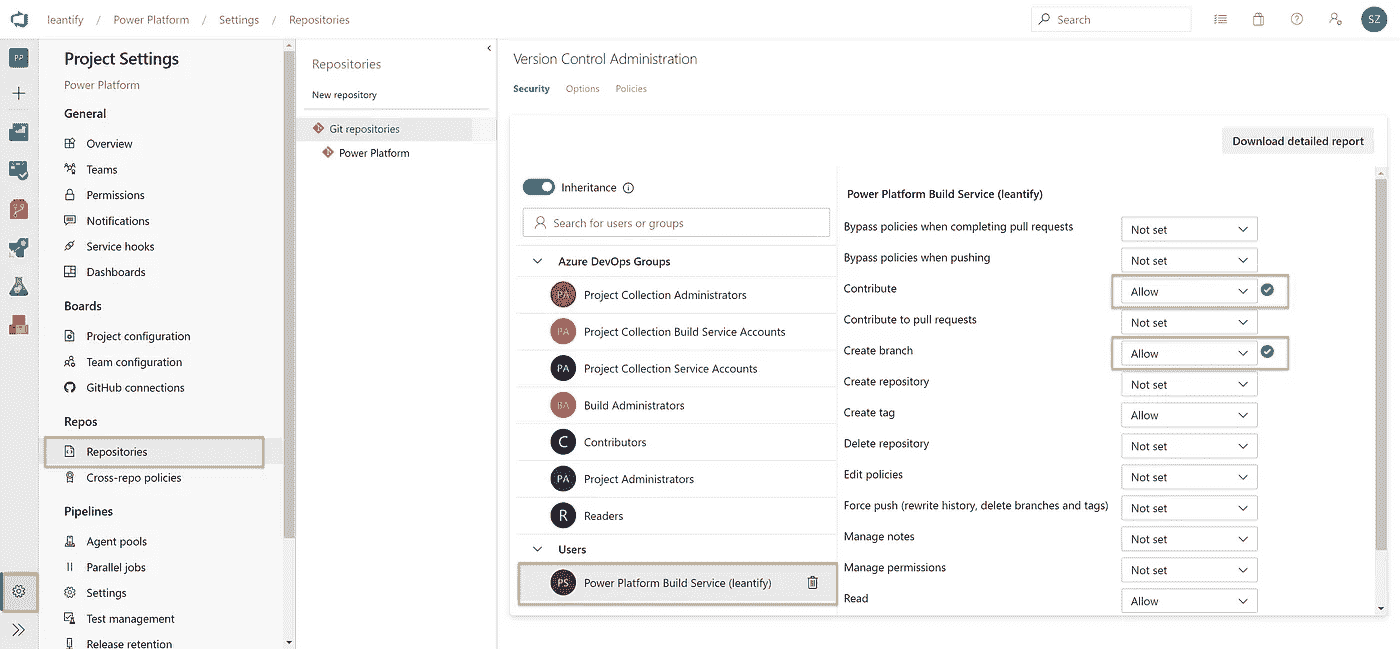 leantify / Power Platform / Settings / Repositories
Search
SZ
PP
Project Settings
Power Platform
General
Overview
Teams
Permissions
Notifications
Service hooks
Dashboards
Boards
Project configuration
Team configuration
GitHub connections
Repos
Repositories
Cross-repo policies
Pipelines
Agent pools
Parallel jobs
Settings
Test management
Release retention
Repositories
New repository
Git repositories
Power Platform
Version Control Administration
Security Options Policies
Download detailed report
Inheritance
Search for users or groups
Azure DevOps Groups
PA Project Collection Administrators
PA Project Collection Build Service Accounts
PA Project Collection Service Accounts
BA Build Administrators
C Contributors
PA Project Administrators
R Readers
Users
PS Power Platform Build Service (leantify)
Power Platform Build Service (leantify)
Bypass policies when completing pull requests Not set
Bypass policies when pushing Not set
Contribute Allow
Contribute to pull requests Not set
Create branch Allow
Create repository Not set
Create tag Allow
Delete repository Not set
Edit policies Not set
Force push (rewrite history, delete branches and tags) Not set
Manage notes Not set
Manage permissions Not set
Read Allow